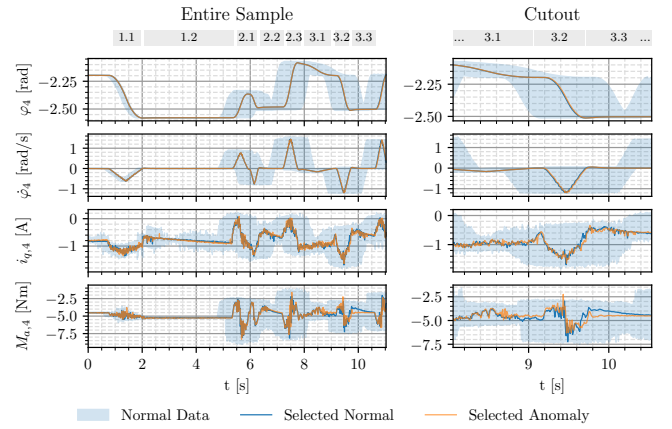 Entire Sample
Cutout
1.1 1.2 2.1 2.2 2.3 3.1 3.2 3.3
... 3.1 3.2 3.3 ...
φ₄ [rad]
−2.25
−2.50
−2.25
−2.50
φ̇₄ [rad/s]
1
0
−1
1
0
−1
i_{q,4} [A]
0
−1
0
−1
M_{a,4} [Nm]
−2.5
−5.0
−7.5
−2.5
−5.0
−7.5
0 2 4 6 8 10
9 10
t [s]
t [s]
Normal Data Selected Normal Selected Anomaly